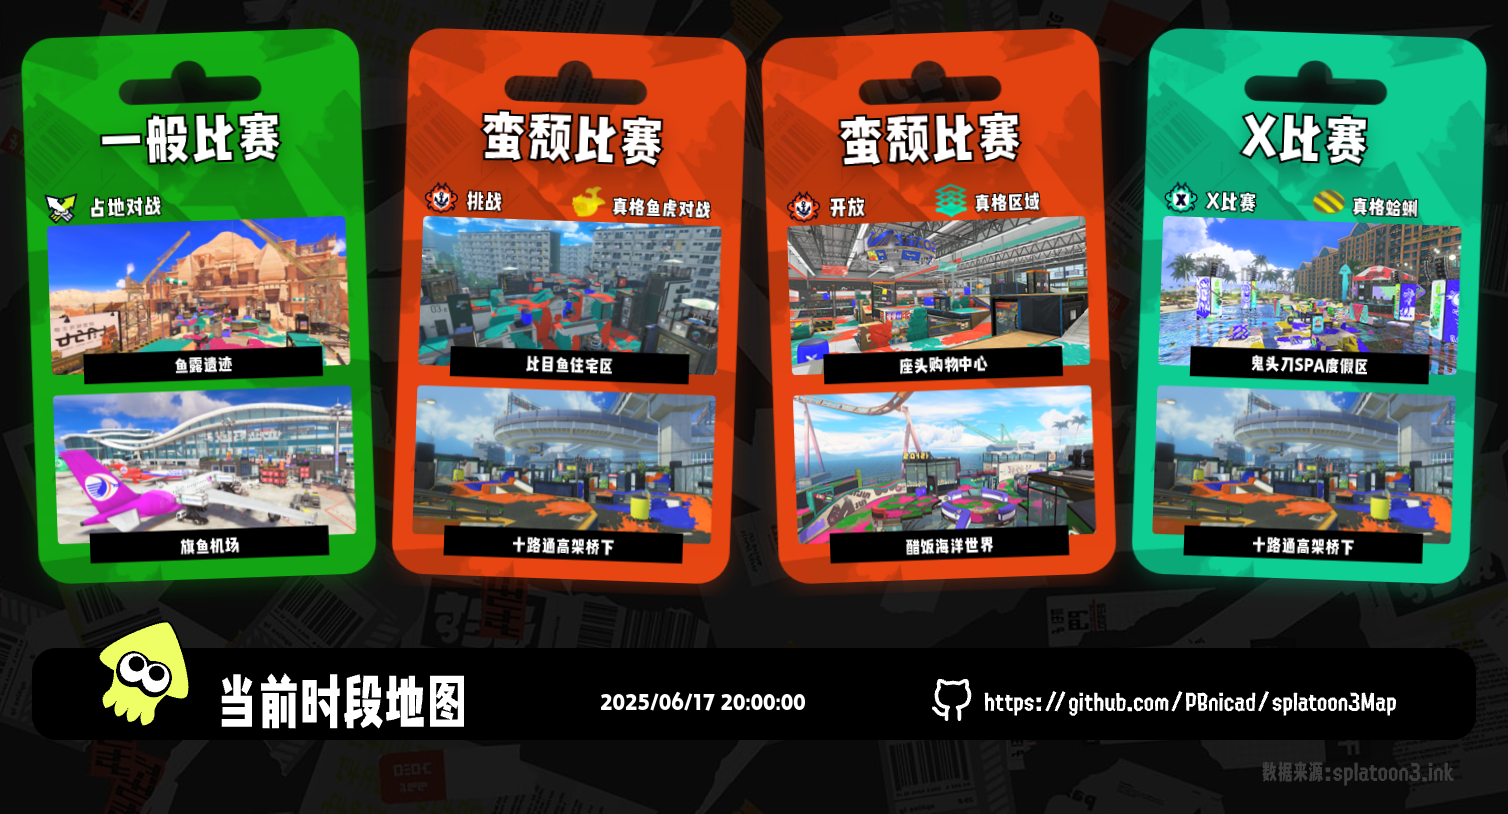 一般比赛
占地对战
鱼露遗迹
旗鱼机场
蛮颓比赛
挑战
真格鱼虎对战
比目鱼住宅区
十路通高架桥下
蛮颓比赛
开放
真格区域
座头购物中心
醋饭海洋世界
X比赛
X比赛
真格蛤蜊
鬼头刀SPA度假区
十路通高架桥下
当前时段地图
2025/06/17 20:00:00
https://github.com/PBnicad/splatoon3Map
数据来源:splatoon3.ink